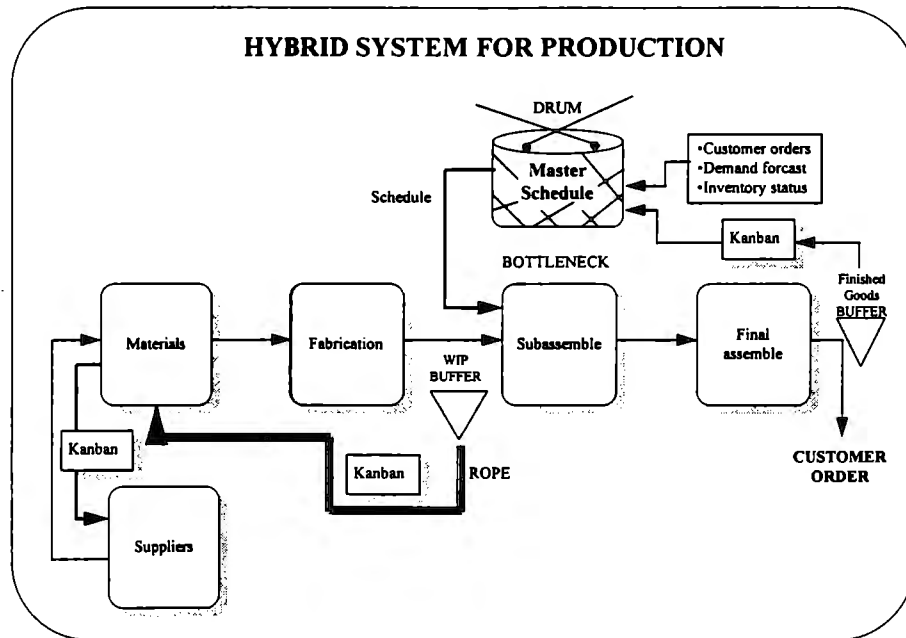 HYBRID SYSTEM FOR PRODUCTION
DRUM
Master
Schedule
•Customer orders
•Demand forcast
•Inventory status
Schedule
Kanban
BOTTLENECK
Finished
Goods
BUFFER
Materials
Fabrication
WIP
BUFFER
Subassemble
Final
assemble
Kanban
Kanban
ROPE
CUSTOMER
ORDER
Suppliers